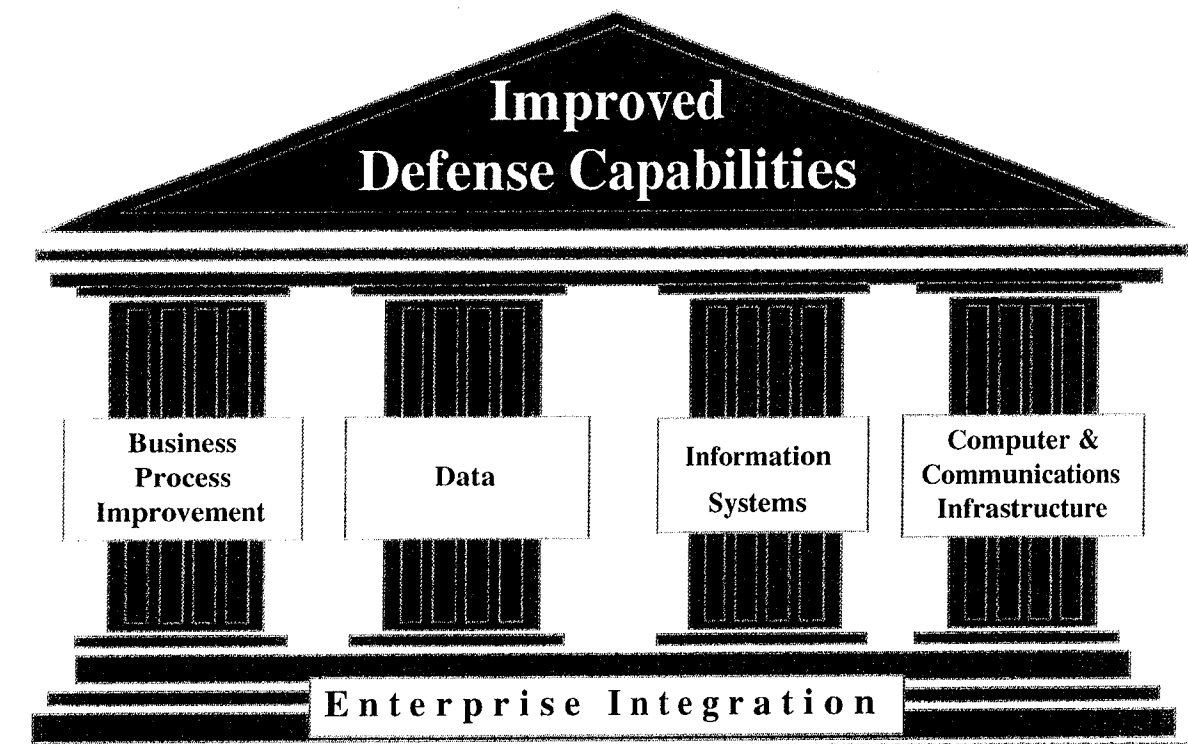 Improved
Defense Capabilities
Business
Process
Improvement
Data
Information
Systems
Computer &
Communications
Infrastructure
Enterprise Integration